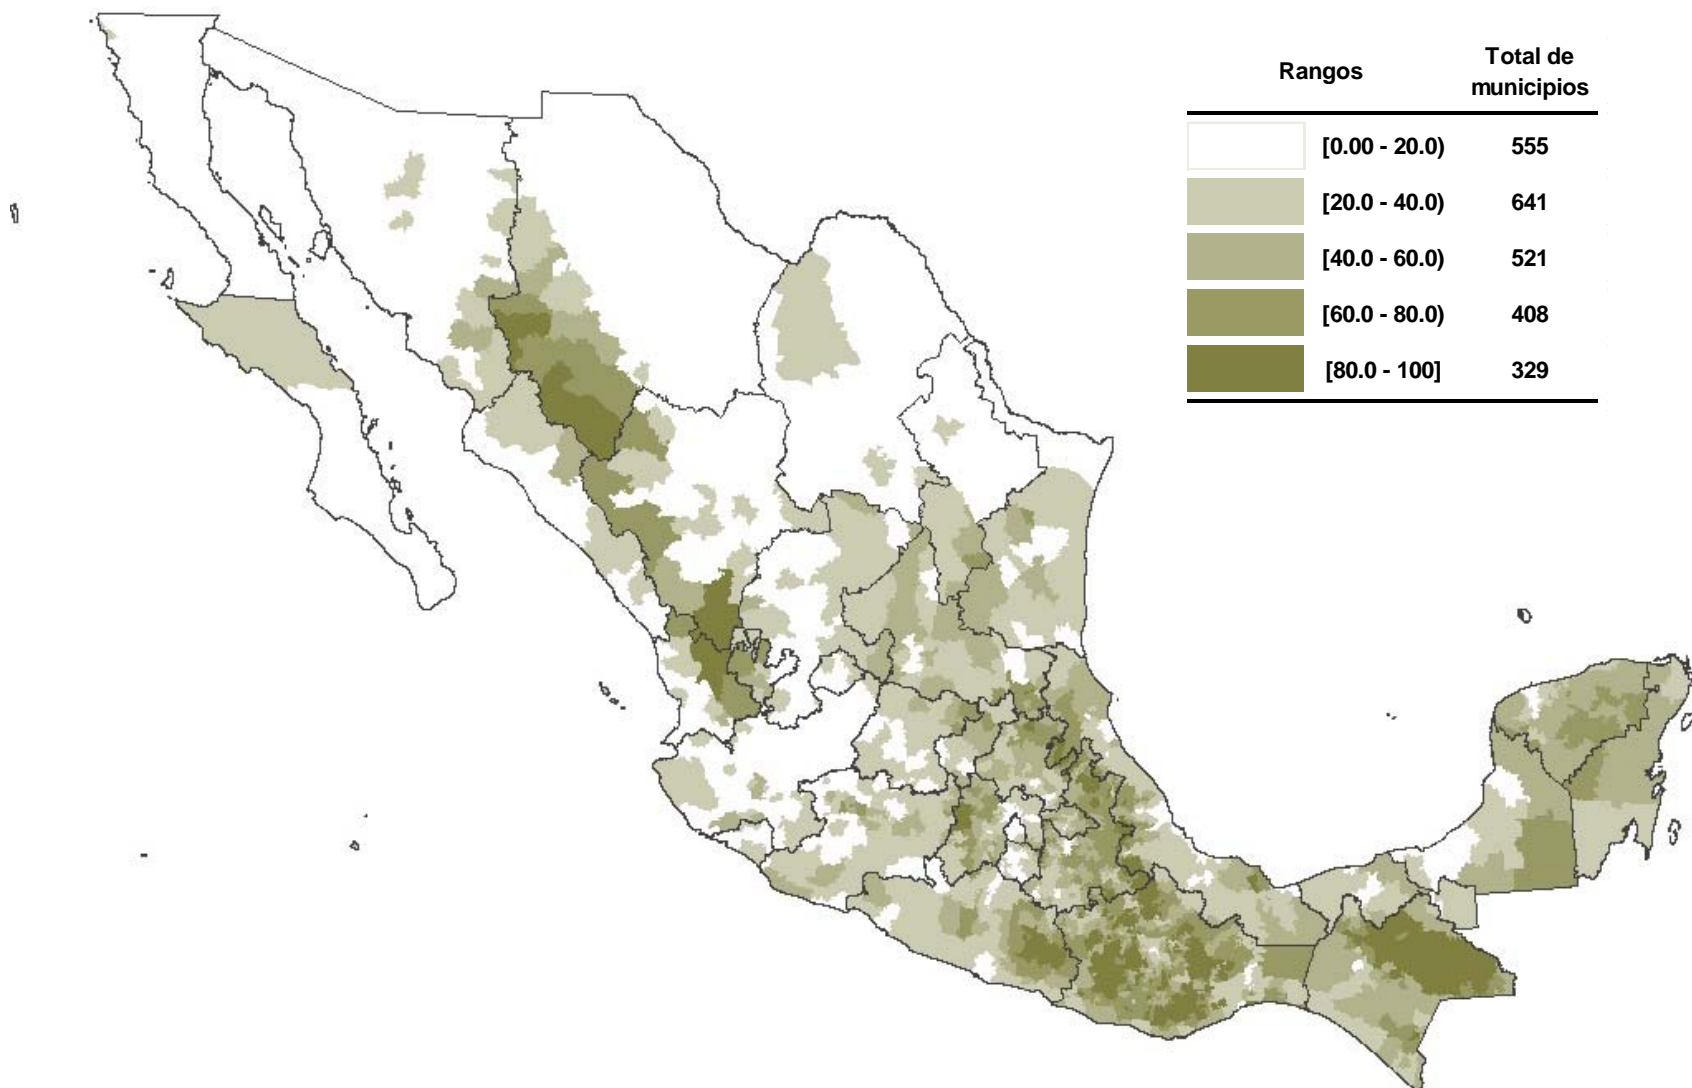 Rangos Total de municipios
[0.00 - 20.0) 555
[20.0 - 40.0) 641
[40.0 - 60.0) 521
[60.0 - 80.0) 408
[80.0 - 100] 329